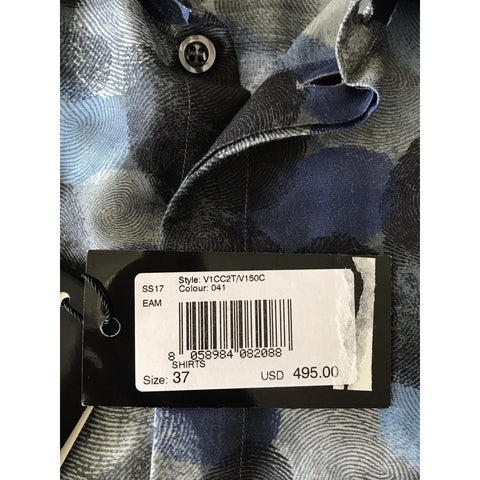 Style: V1CC2T/V150C
SS17 Colour: 041
EAM
8 058984 082088
SHIRTS
Size: 37 USD 495.00